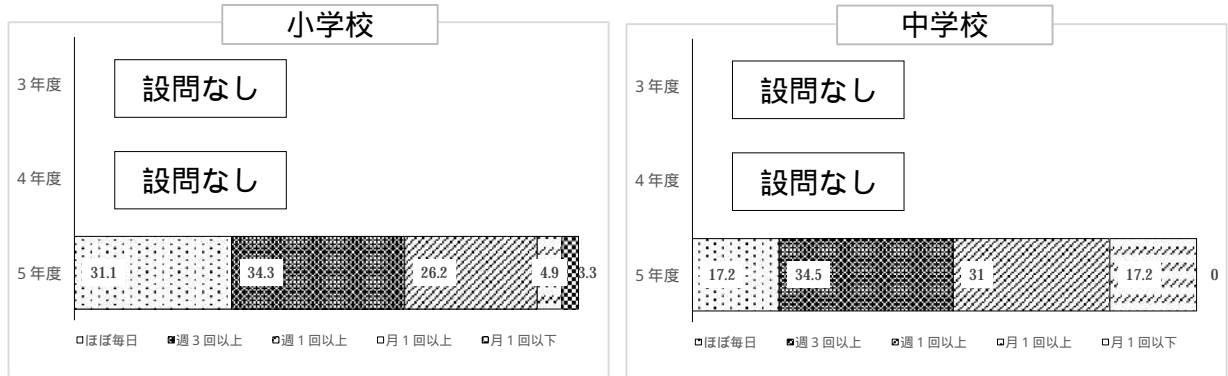 小学校
3年度
設問なし
4年度
設問なし
5年度
31.1
34.3
26.2
4.9
3.3
ほぼ毎日 週3回以上 週1回以上 月1回以上 月1回以下
中学校
3年度
設問なし
4年度
設問なし
5年度
17.2
34.5
31
17.2
0
ほぼ毎日 週3回以上 週1回以上 月1回以上 月1回以下